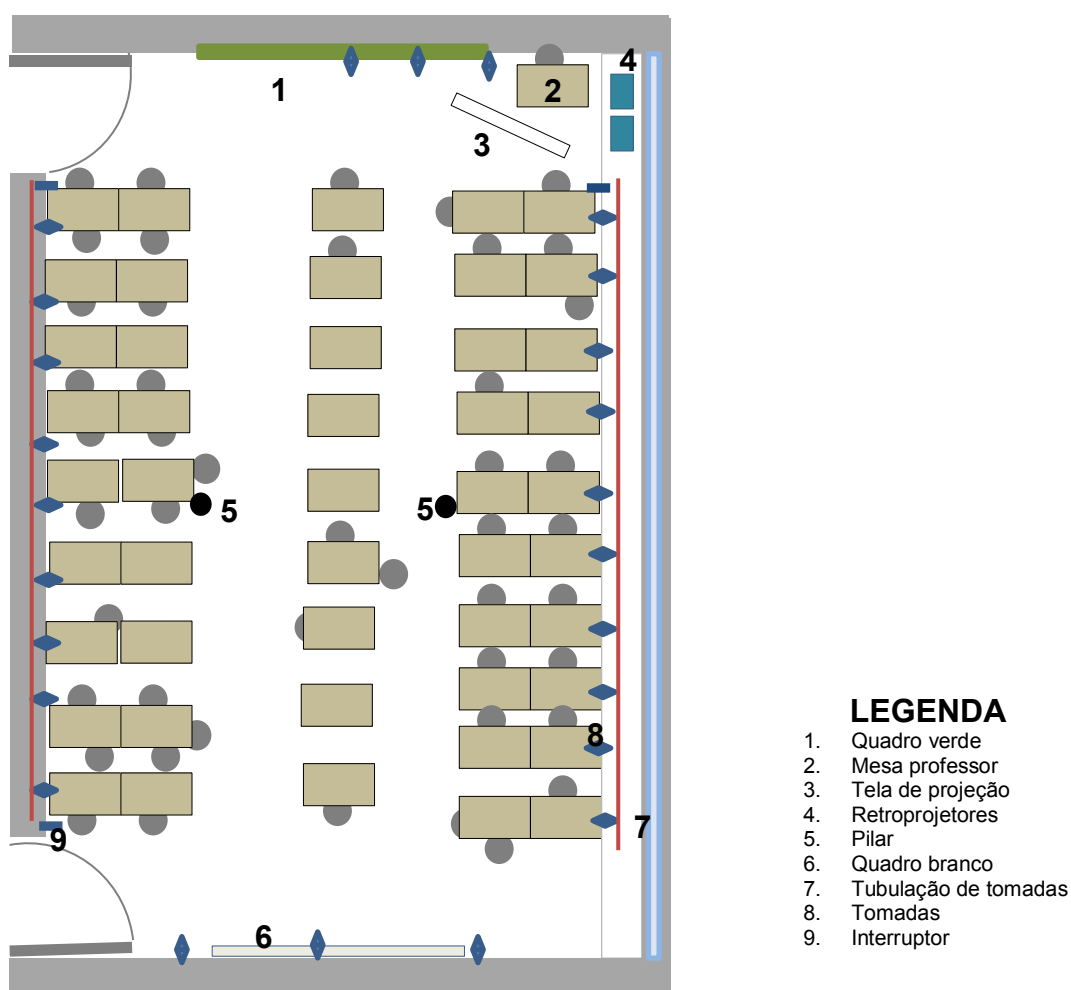 4
1
2
3
5
5
8
7
9
6
LEGENDA
1. Quadro verde
2. Mesa professor
3. Tela de projeção
4. Retroprojetores
5. Pilar
6. Quadro branco
7. Tubulação de tomadas
8. Tomadas
9. Interruptor